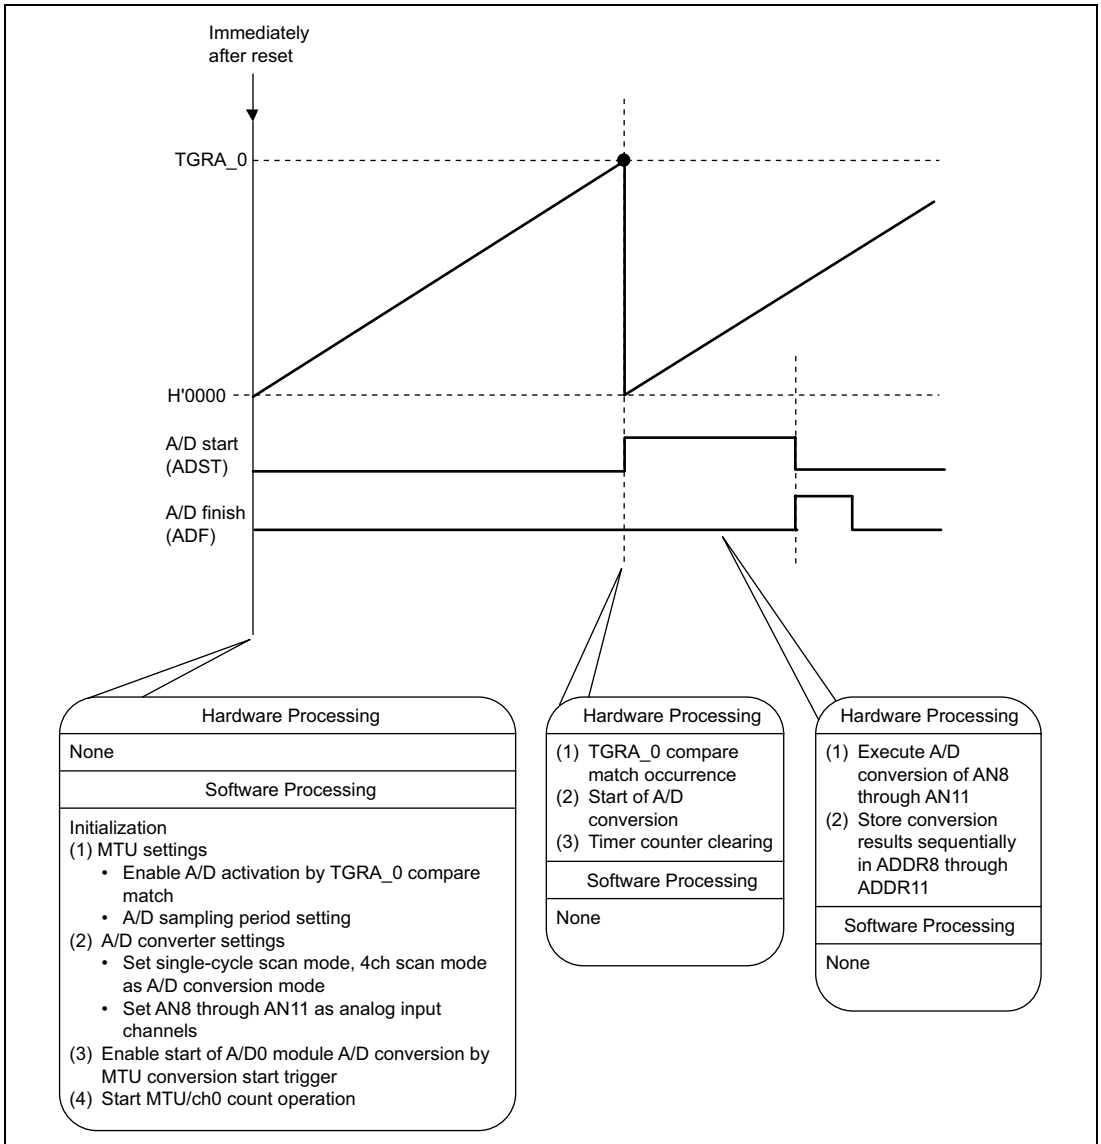 Immediately
after reset
TGRA_0
H'0000
A/D start
(ADST)
A/D finish
(ADF)
Hardware Processing
None
Software Processing
Initialization
(1) MTU settings
• Enable A/D activation by TGRA_0 compare
match
• A/D sampling period setting
(2) A/D converter settings
• Set single-cycle scan mode, 4ch scan mode
as A/D conversion mode
• Set AN8 through AN11 as analog input
channels
(3) Enable start of A/D0 module A/D conversion by
MTU conversion start trigger
(4) Start MTU/ch0 count operation
Hardware Processing
(1) TGRA_0 compare
match occurrence
(2) Start of A/D
conversion
(3) Timer counter clearing
Software Processing
None
Hardware Processing
(1) Execute A/D
conversion of AN8
through AN11
(2) Store conversion
results sequentially
in ADDR8 through
ADDR11
Software Processing
None